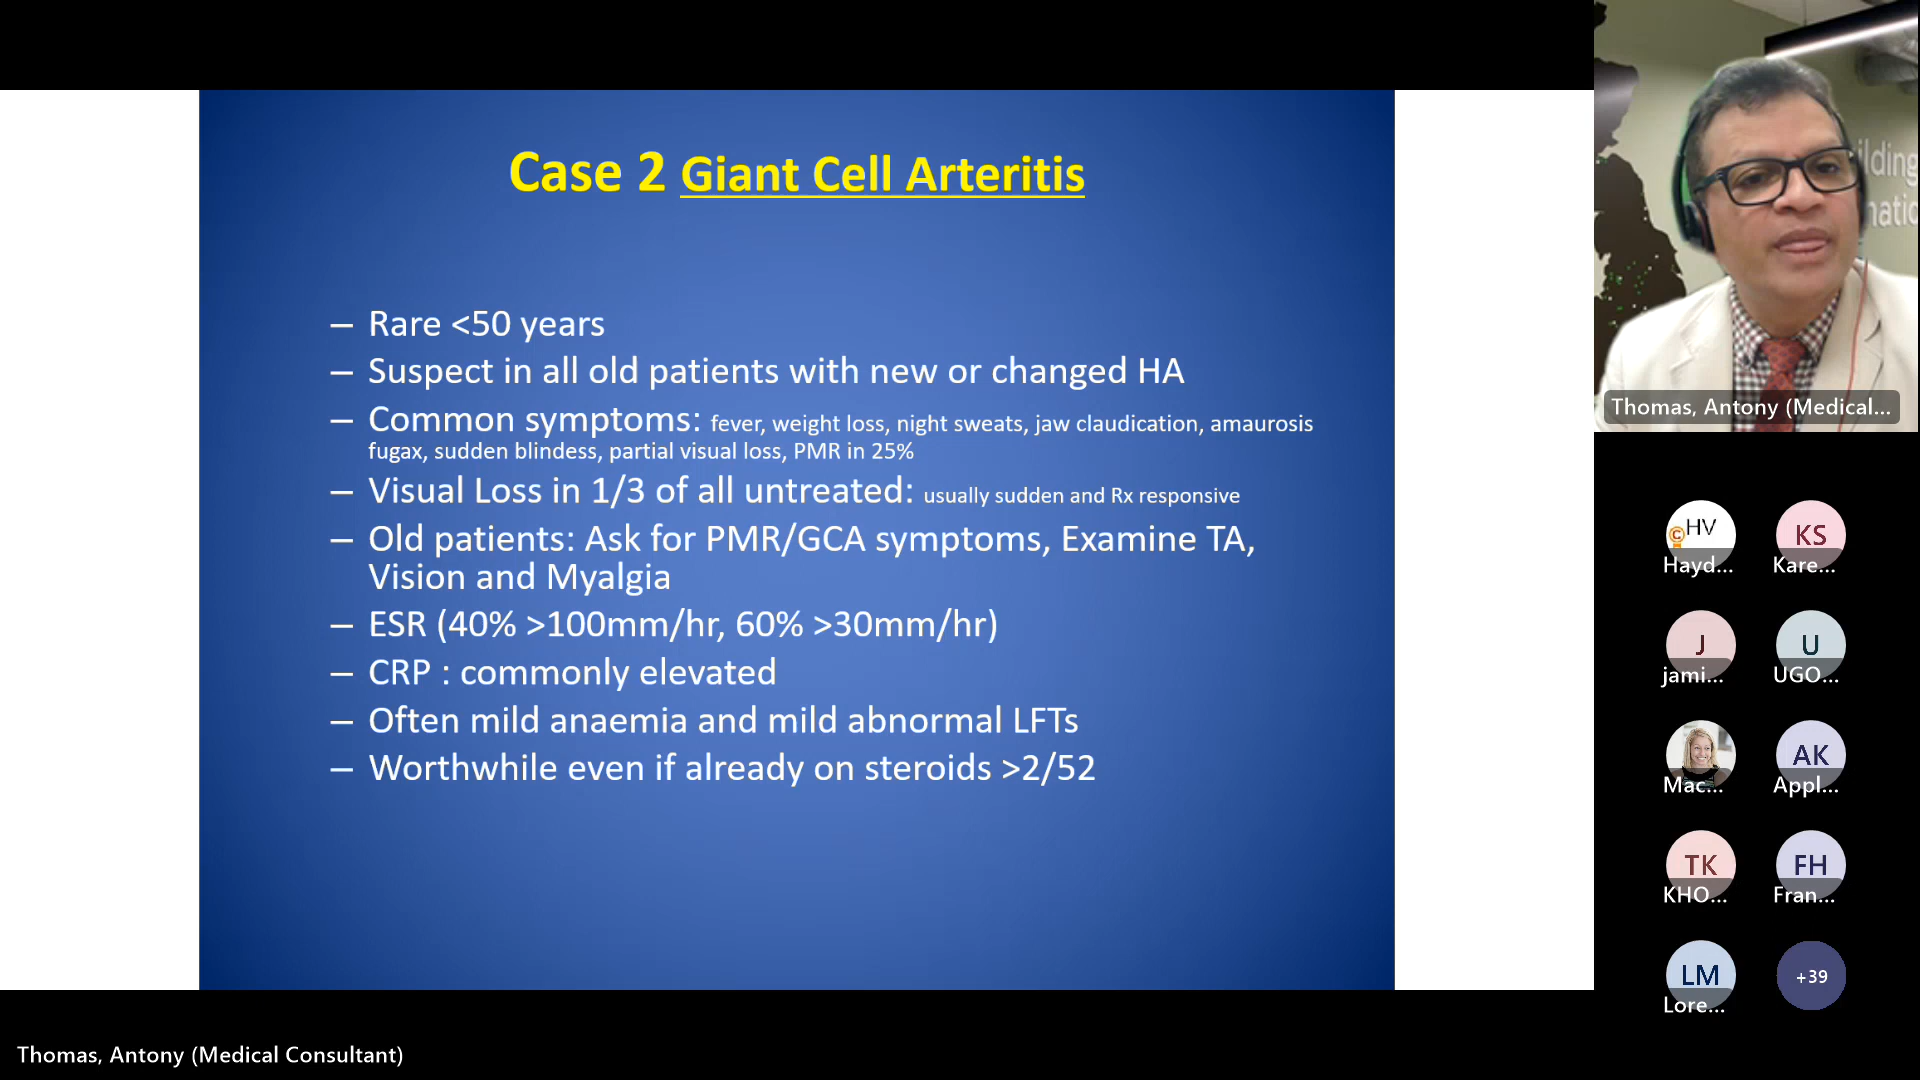 Case 2 Giant Cell Arteritis
– Rare <50 years
– Suspect in all old patients with new or changed HA
– Common symptoms: fever, weight loss, night sweats, jaw claudication, amaurosis
fugax, sudden blindess, partial visual loss, PMR in 25%
– Visual Loss in 1/3 of all untreated: usually sudden and Rx responsive
– Old patients: Ask for PMR/GCA symptoms, Examine TA,
Vision and Myalgia
– ESR (40% >100mm/hr, 60% >30mm/hr)
– CRP : commonly elevated
– Often mild anaemia and mild abnormal LFTs
– Worthwhile even if already on steroids >2/52
Thomas, Antony (Medical...
HV
Hayd...
KS
Kare...
J
jami...
U
UGO...
Mac...
AK
Appl...
TK
KHO...
FH
Fran...
LM
Lore...
+39
Thomas, Antony (Medical Consultant)